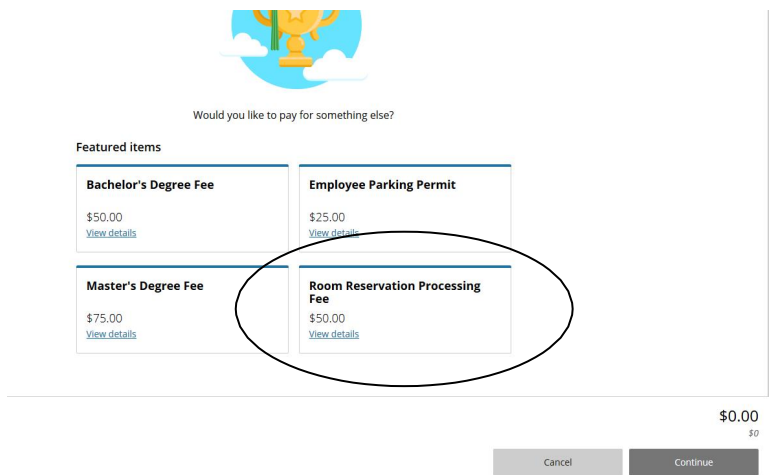 Would you like to pay for something else?
Featured items
Bachelor's Degree Fee
$50.00
View details
Employee Parking Permit
$25.00
View details
Master's Degree Fee
$75.00
View details
Room Reservation Processing
Fee
$50.00
View details
$0.00
$0
Cancel
Continue